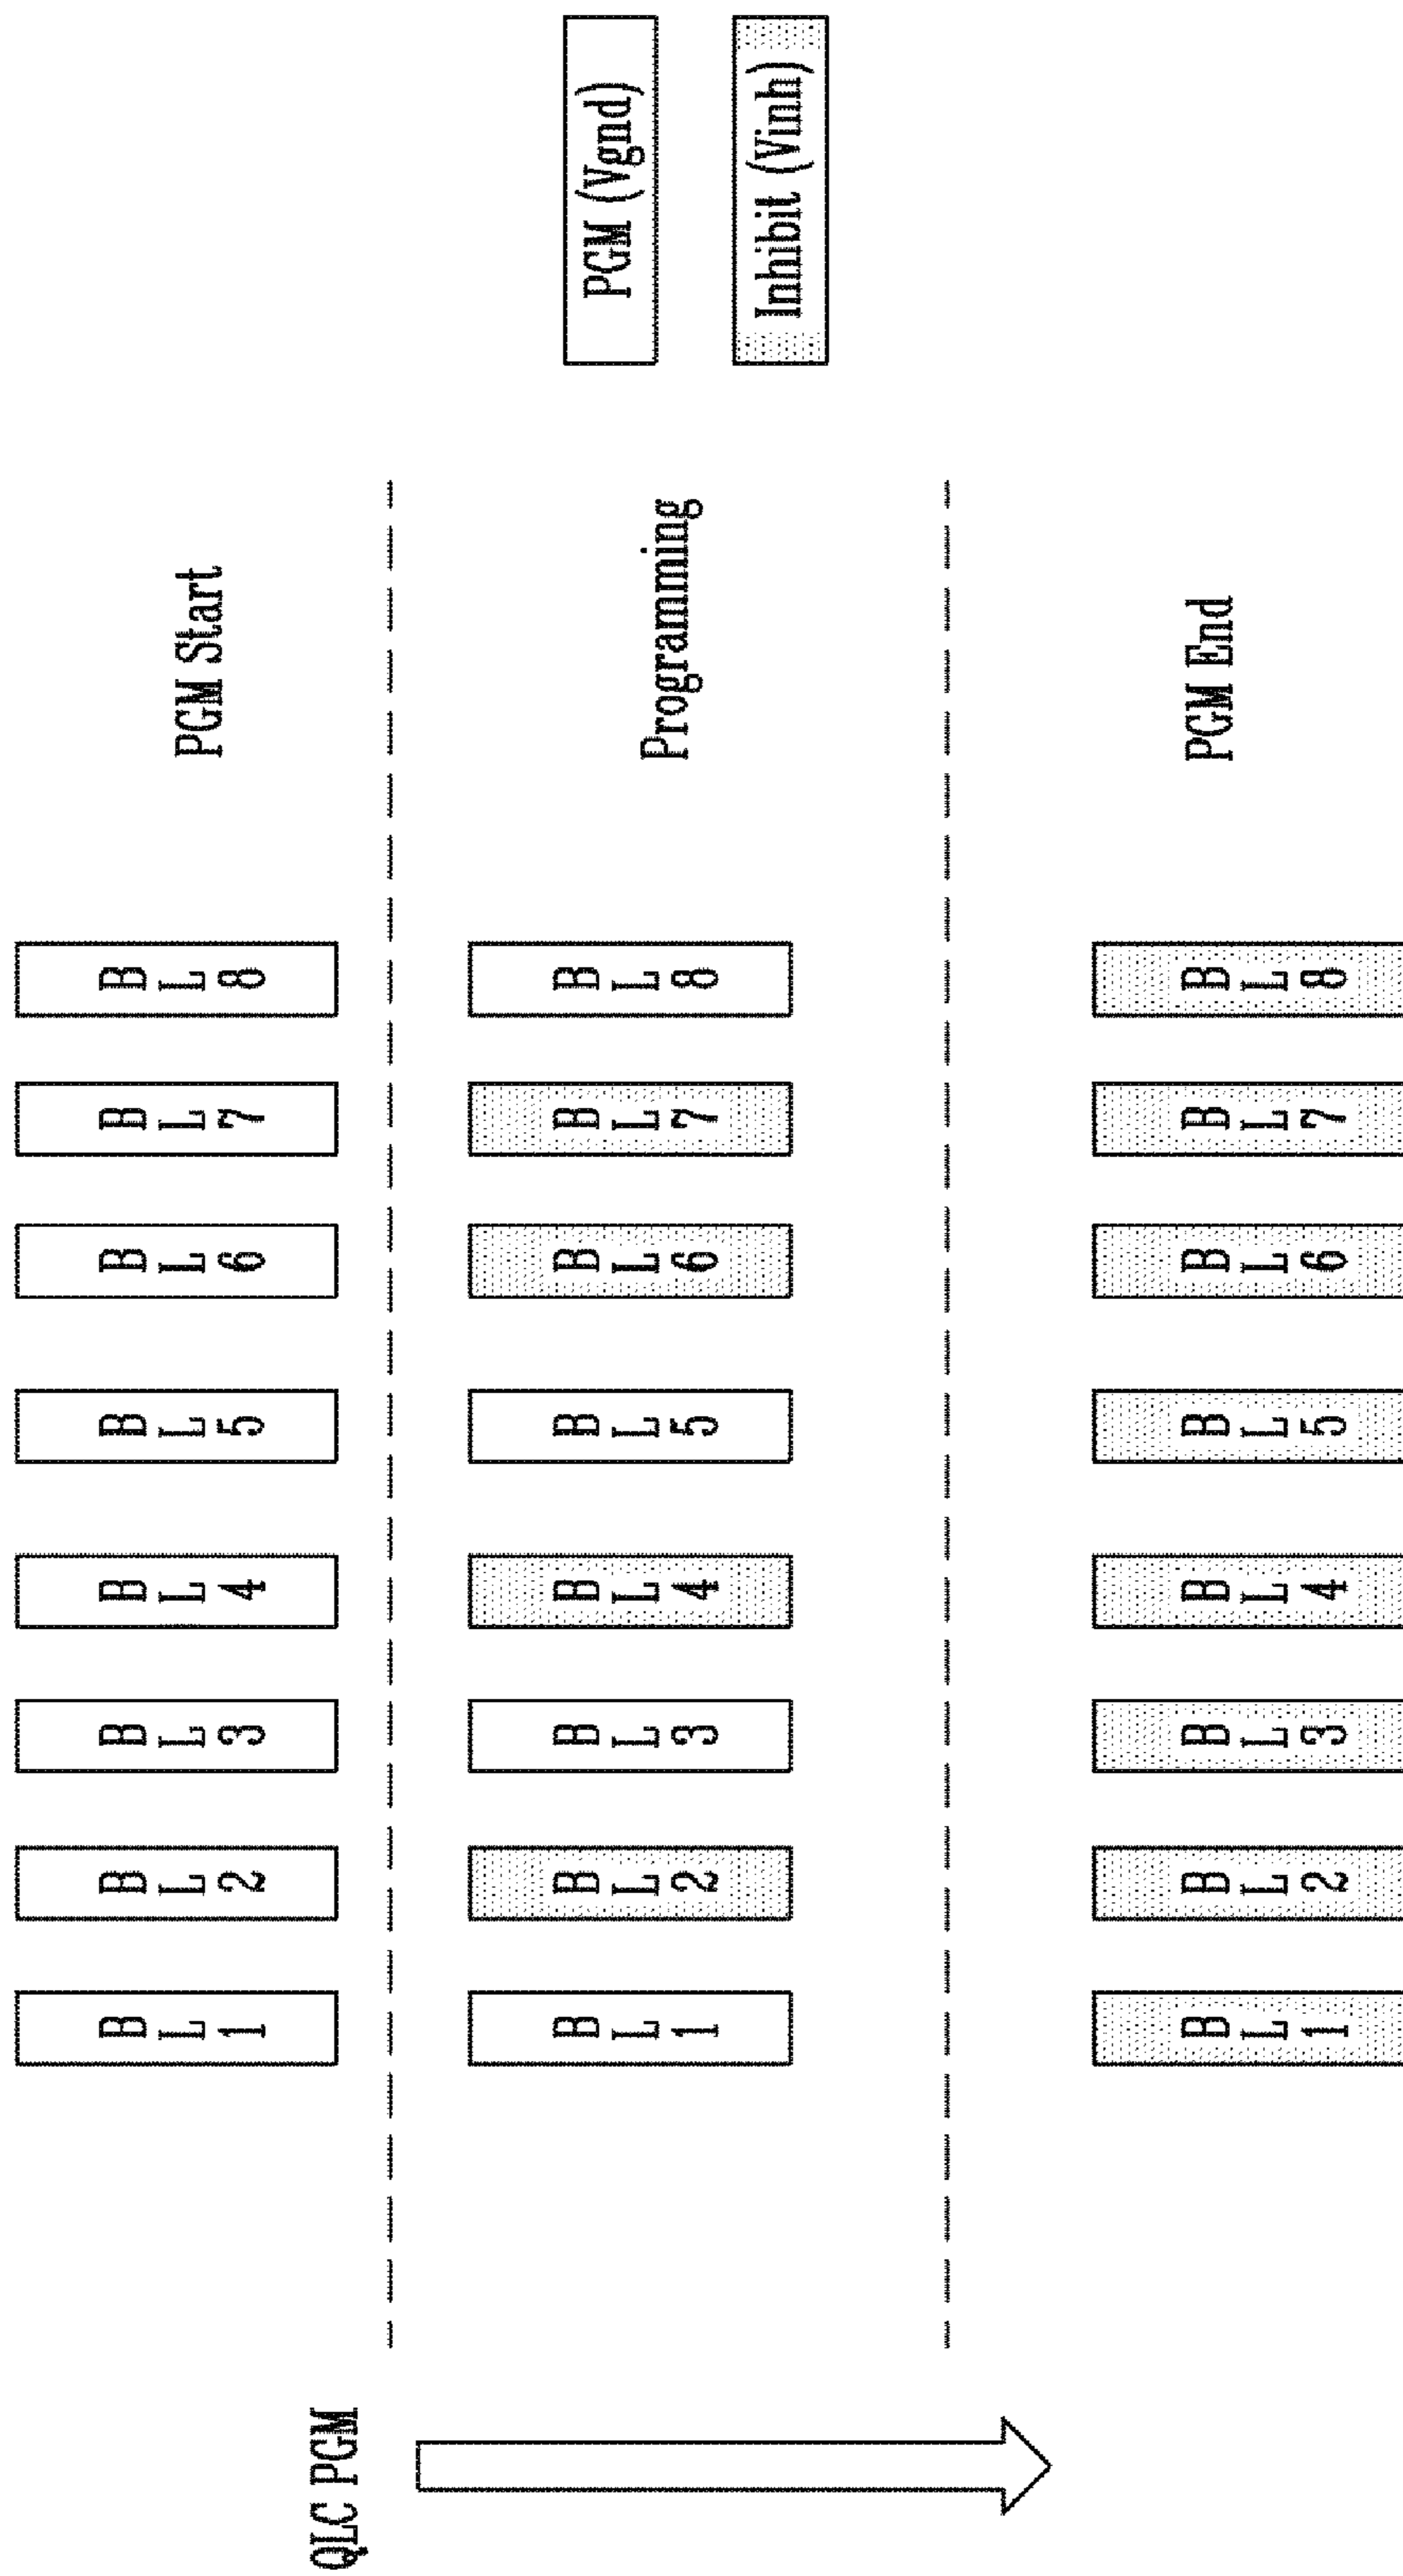 QLC PGM
BL1 BL2 BL3 BL4 BL5 BL6 BL7 BL8
PGM Start
BL1 BL2 BL3 BL4 BL5 BL6 BL7 BL8
Programming
BL1 BL2 BL3 BL4 BL5 BL6 BL7 BL8
PGM End
PGM (Vgnd)
Inhibit (Vinh)